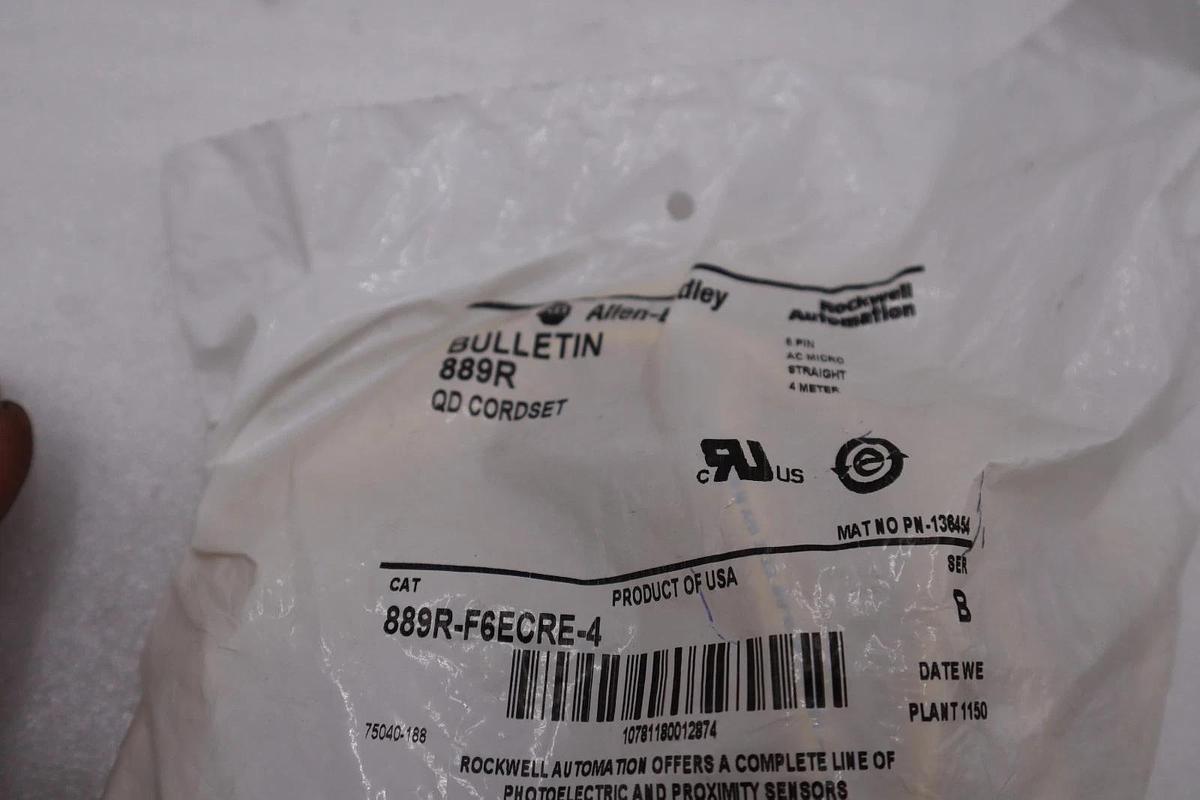 Allen-Bradley
Rockwell
Automation
BULLETIN
889R
QD CORDSET
6 PIN
AC MICRO
STRAIGHT
4 METER
c RU US
e
MAT NO PN-136454
CAT
PRODUCT OF USA
SER
889R-F6ECRE-4
B
DATE WE
PLANT 1150
75040-188
10781180012874
ROCKWELL AUTOMATION OFFERS A COMPLETE LINE OF
PHOTOELECTRIC AND PROXIMITY SENSORS